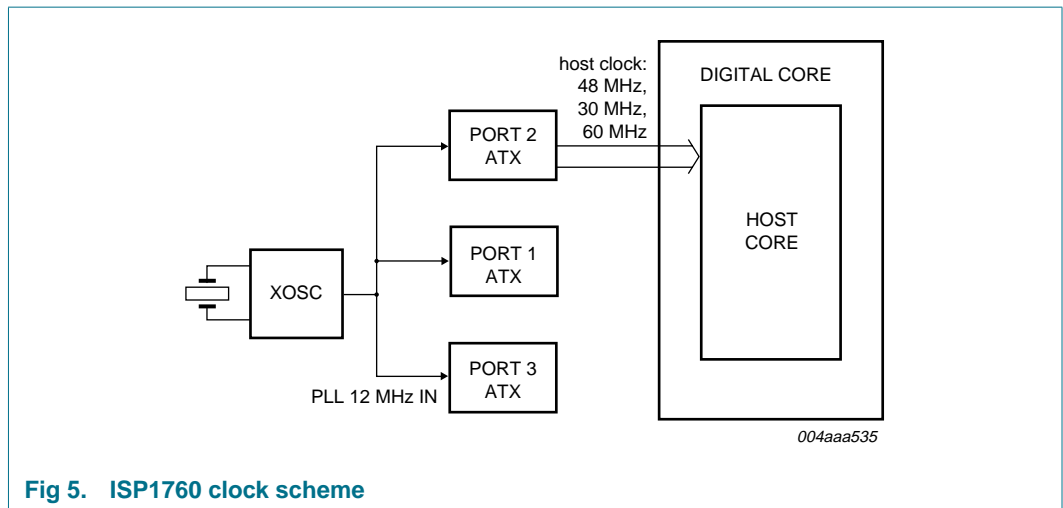 host clock:
48 MHz,
30 MHz,
60 MHz
DIGITAL CORE
PORT 2
ATX
HOST
CORE
PORT 1
ATX
XOSC
PORT 3
ATX
PLL 12 MHz IN
004aaa535
Fig 5. ISP1760 clock scheme